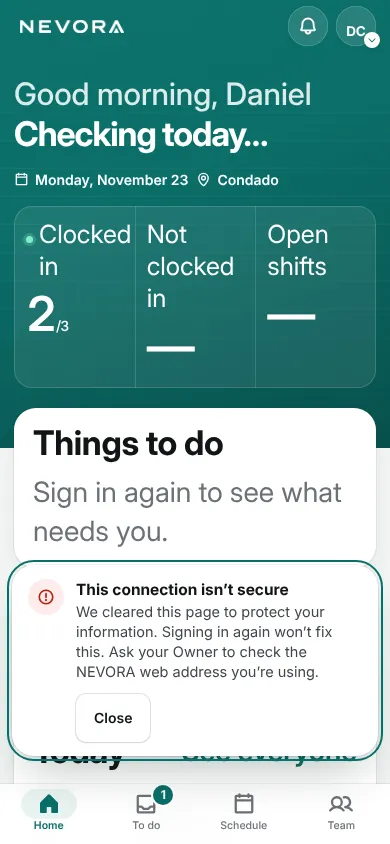 NEVORA
DC
Good morning, Daniel
Checking today...
Monday, November 23 Condado
Clocked in
2/3
Not clocked in
—
Open shifts
—
Things to do
Sign in again to see what
needs you.
This connection isn’t secure
We cleared this page to protect your
information. Signing in again won’t fix
this. Ask your Owner to check the
NEVORA web address you’re using.
Close
Today See everyone
1
Home To do Schedule Team